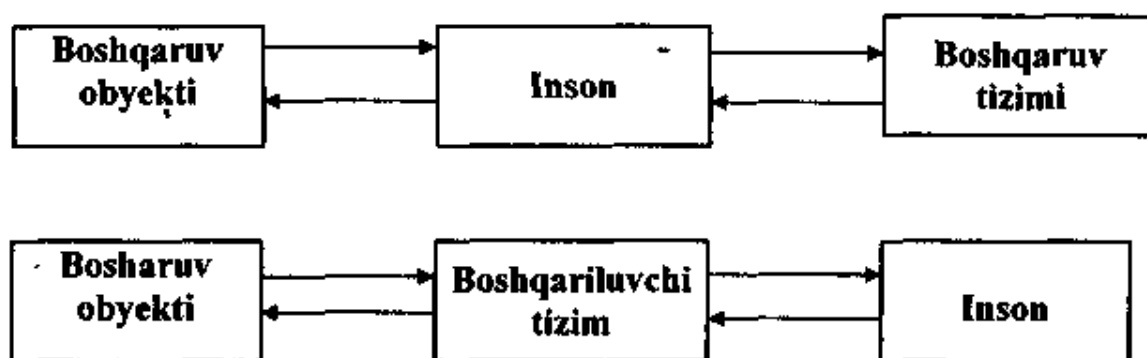 Boshqaruv
obyekti
Inson
Boshqaruv
tizimi
Bosharuv
obyekti
Boshqariluvchi
tizim
Inson